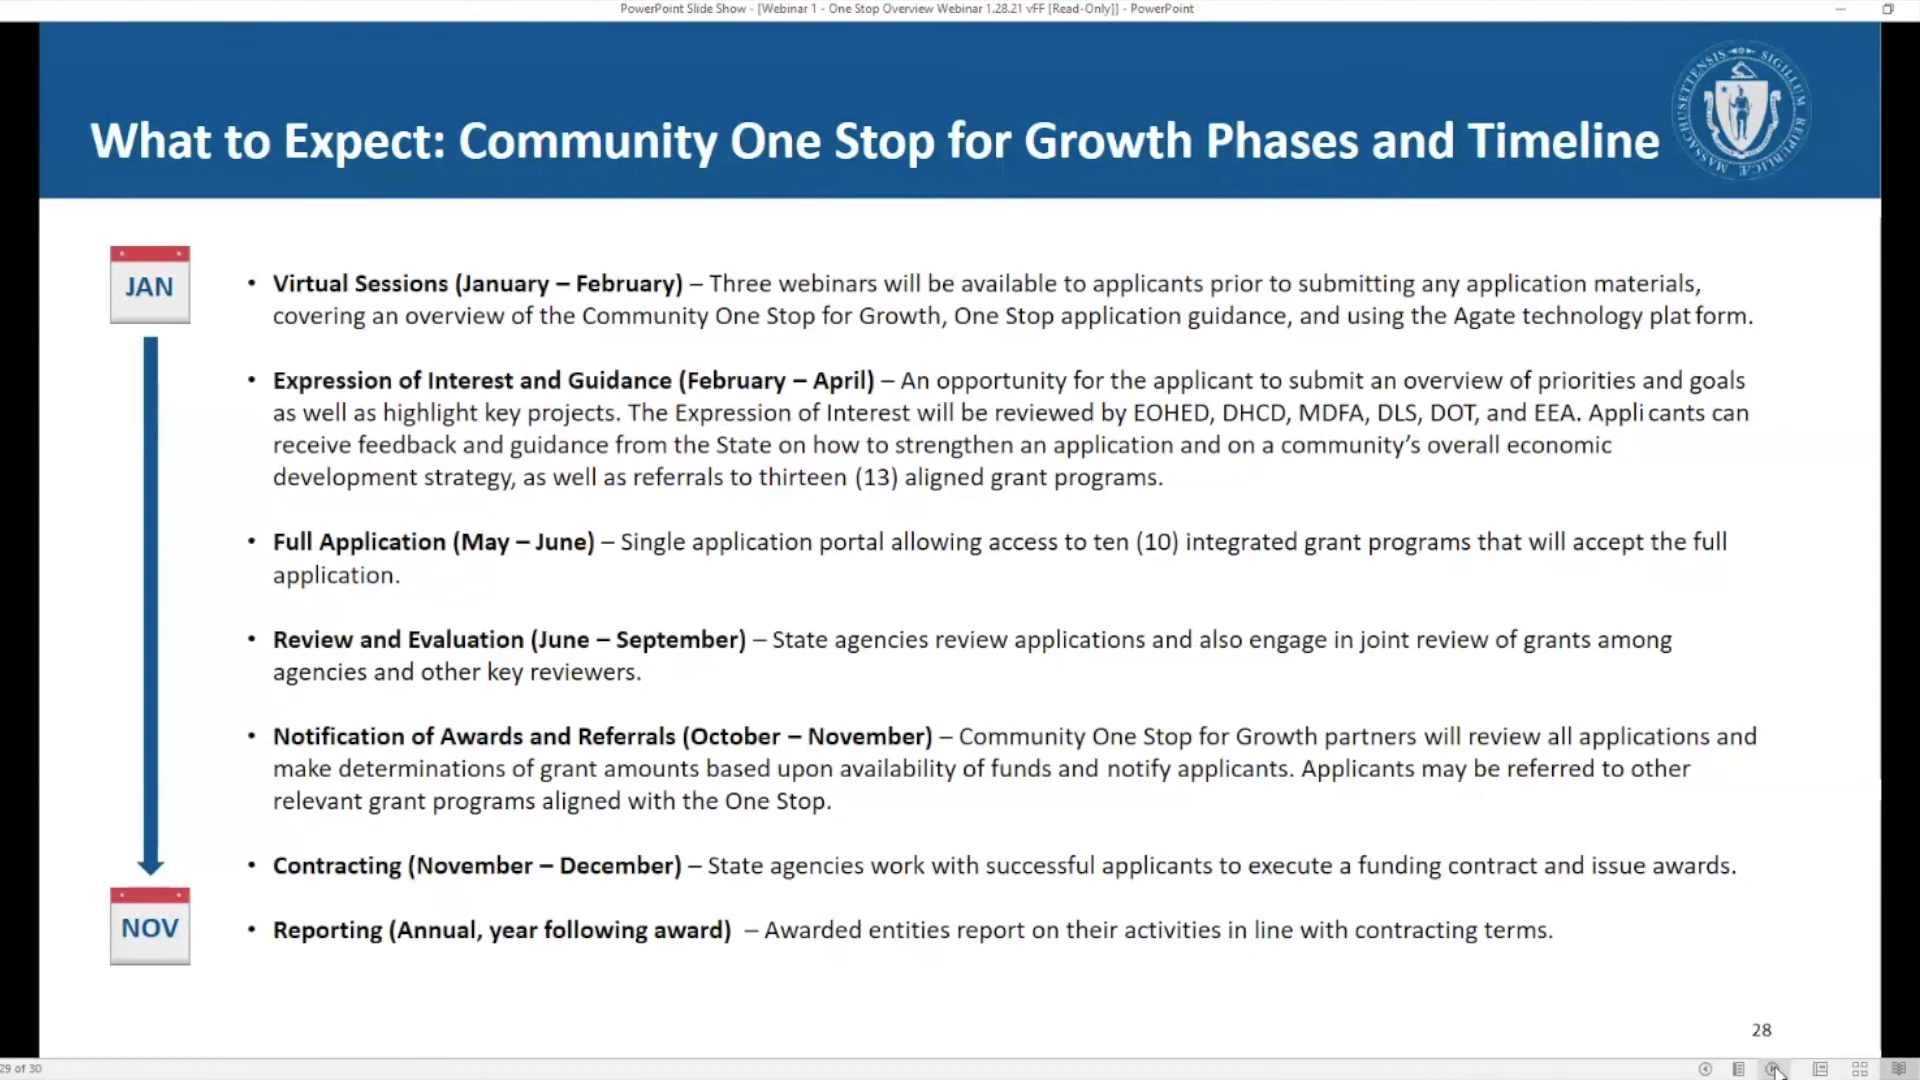 PowerPoint Slide Show - [Webinar 1 - One Stop Overview Webinar 1.28.21 vFF [Read-Only]] - PowerPoint
What to Expect: Community One Stop for Growth Phases and Timeline
SIGILLUM REIPUBLICÆ MASSACHUSETTENSIS
JAN
• Virtual Sessions (January – February) – Three webinars will be available to applicants prior to submitting any application materials,
covering an overview of the Community One Stop for Growth, One Stop application guidance, and using the Agate technology platform.
• Expression of Interest and Guidance (February – April) – An opportunity for the applicant to submit an overview of priorities and goals
as well as highlight key projects. The Expression of Interest will be reviewed by EOHED, DHCD, MDFA, DLS, DOT, and EEA. Applicants can
receive feedback and guidance from the State on how to strengthen an application and on a community’s overall economic
development strategy, as well as referrals to thirteen (13) aligned grant programs.
• Full Application (May – June) – Single application portal allowing access to ten (10) integrated grant programs that will accept the full
application.
• Review and Evaluation (June – September) – State agencies review applications and also engage in joint review of grants among
agencies and other key reviewers.
• Notification of Awards and Referrals (October – November) – Community One Stop for Growth partners will review all applications and
make determinations of grant amounts based upon availability of funds and notify applicants. Applicants may be referred to other
relevant grant programs aligned with the One Stop.
• Contracting (November – December) – State agencies work with successful applicants to execute a funding contract and issue awards.
NOV
• Reporting (Annual, year following award) – Awarded entities report on their activities in line with contracting terms.
28
29 of 30